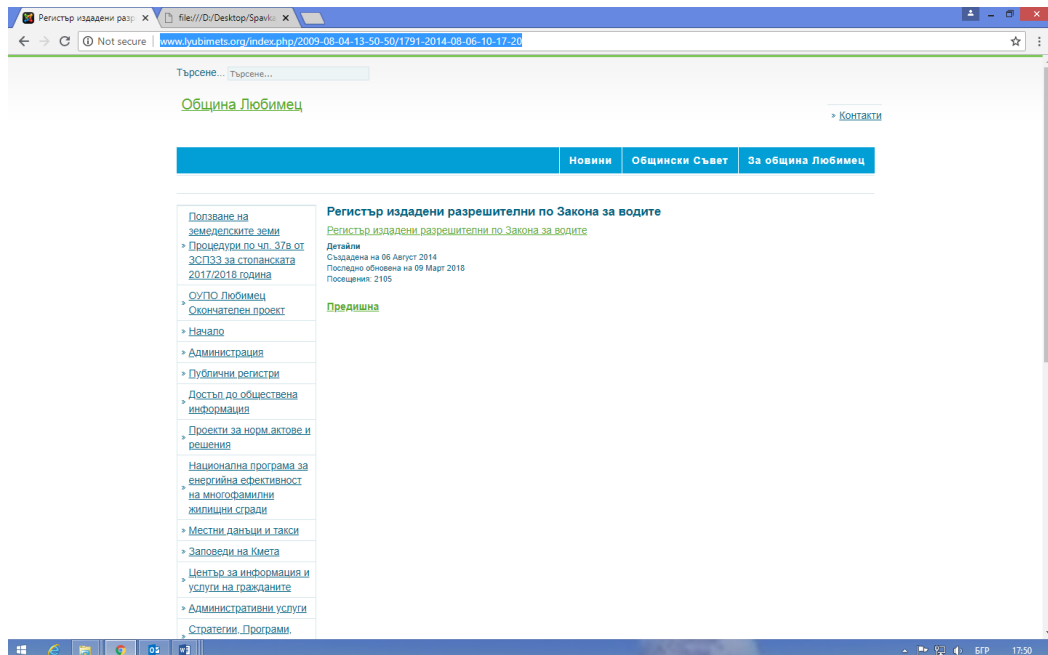 Регистър издадени разр
file:///D:/Desktop/Spavka
Not secure
www.lyubimets.org/index.php/2009-08-04-13-50-50/1791-2014-08-06-10-17-20
Търсене...
Търсене...
Община Любимец
» Контакти
Новини
Общински Съвет
За община Любимец
Ползване на
земеделските земи
» Процедури по чл. 37в от
ЗСПЗЗ за стопанската
2017/2018 година
ОУПО Любимец
» Окончателен проект
» Начало
» Администрация
» Публични регистри
Достъп до обществена
» информация
Проекти за норм.актове и
» решения
Национална програма за
енергийна ефективност
» на многофамилни
жилищни сгради
» Местни данъци и такси
» Заповеди на Кмета
Център за информация и
» услуги на гражданите
» Административни услуги
Стратегии, Програми,
Регистър издадени разрешителни по Закона за водите
Регистър издадени разрешителни по Закона за водите
Детайли
Създадена на 06 Август 2014
Последно обновена на 09 Март 2018
Посещения: 2105
Предишна
БГР
17:50